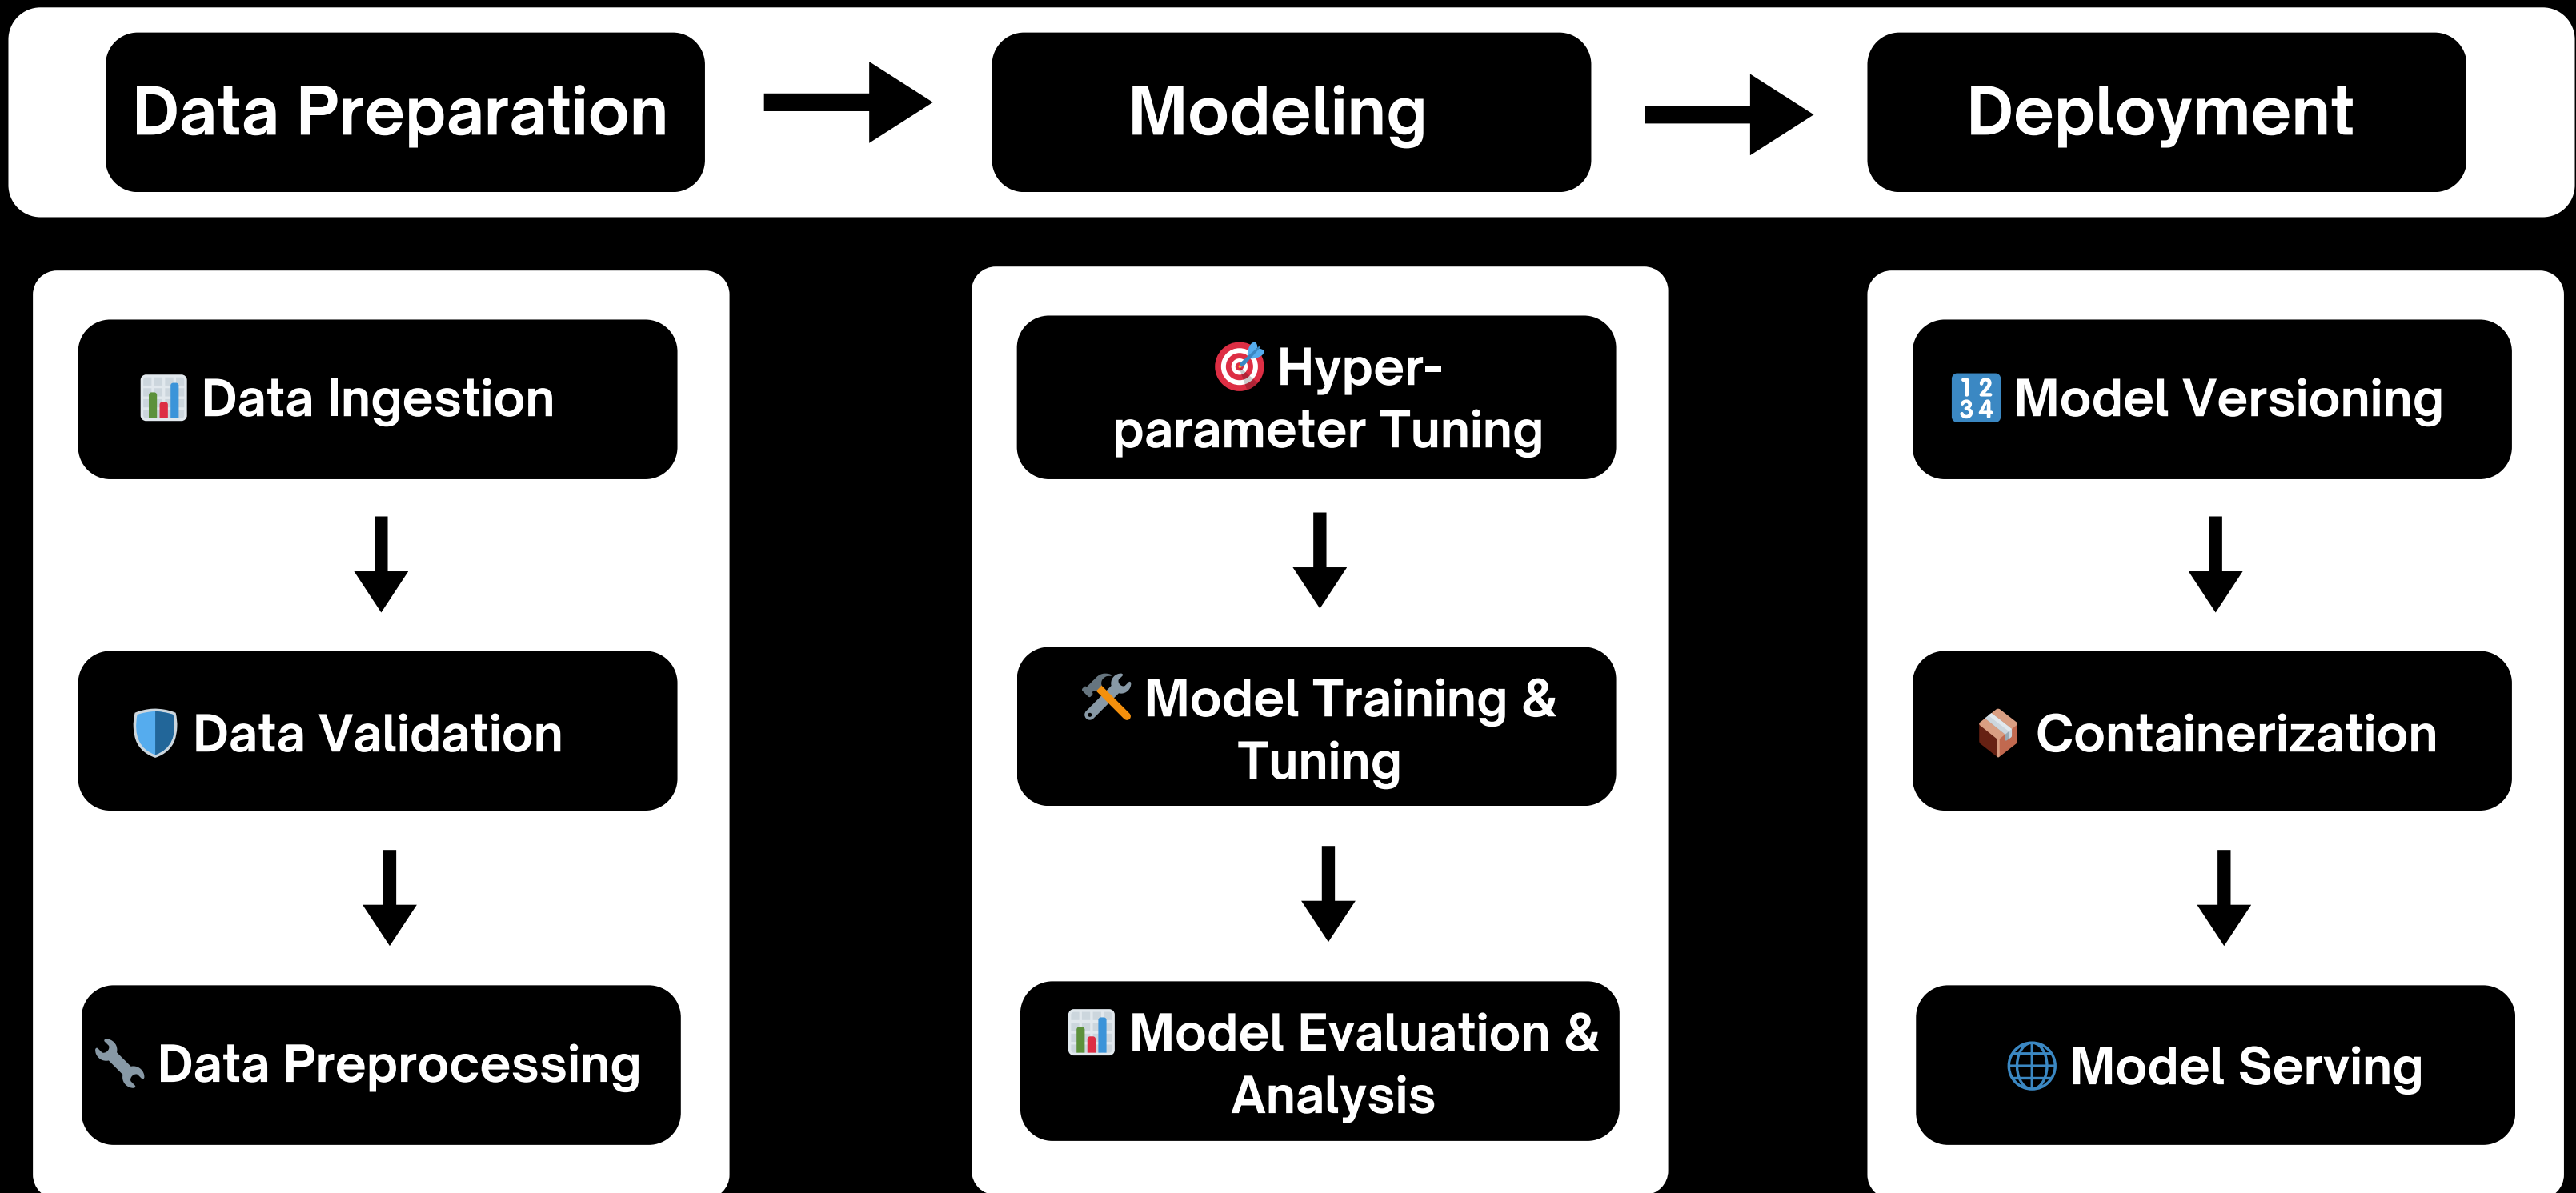 Data Preparation
Modeling
Deployment
Data Ingestion
Data Validation
Data Preprocessing
Hyper-
parameter Tuning
Model Training &
Tuning
Model Evaluation &
Analysis
1234 Model Versioning
Containerization
Model Serving